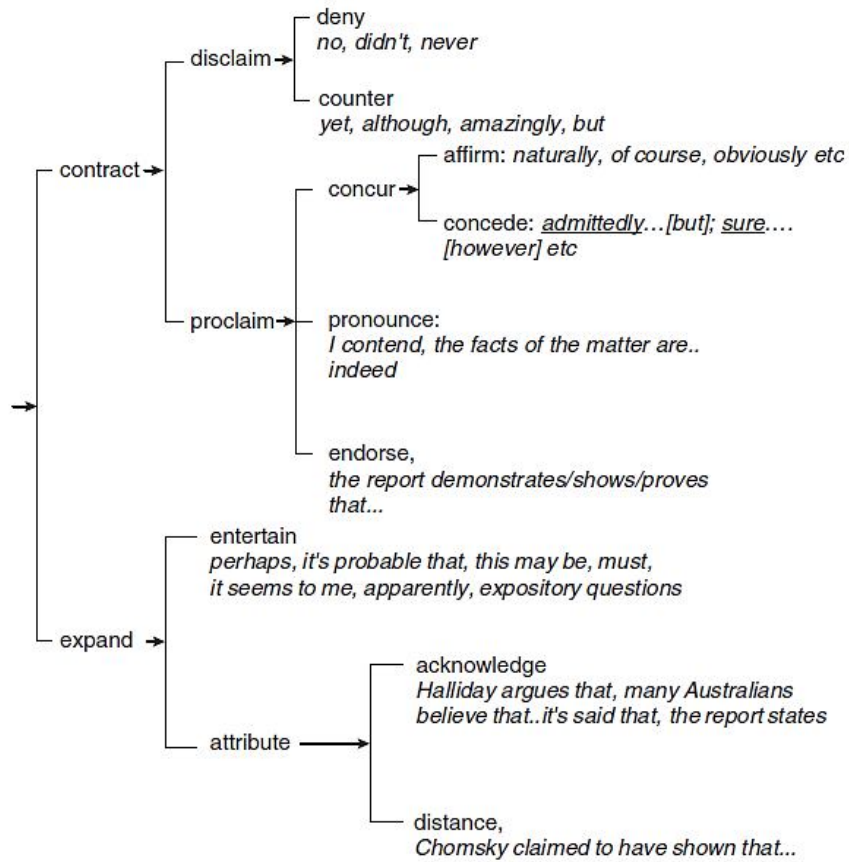 deny
no, didn't, never
disclaim
counter
yet, although, amazingly, but
affirm: naturally, of course, obviously etc
contract
concur
concede: admittedly…[but]; sure….
[however] etc
proclaim
pronounce:
I contend, the facts of the matter are..
indeed
endorse,
the report demonstrates/shows/proves
that...
entertain
perhaps, it's probable that, this may be, must,
it seems to me, apparently, expository questions
expand
acknowledge
Halliday argues that, many Australians
believe that..it's said that, the report states
attribute
distance,
Chomsky claimed to have shown that...